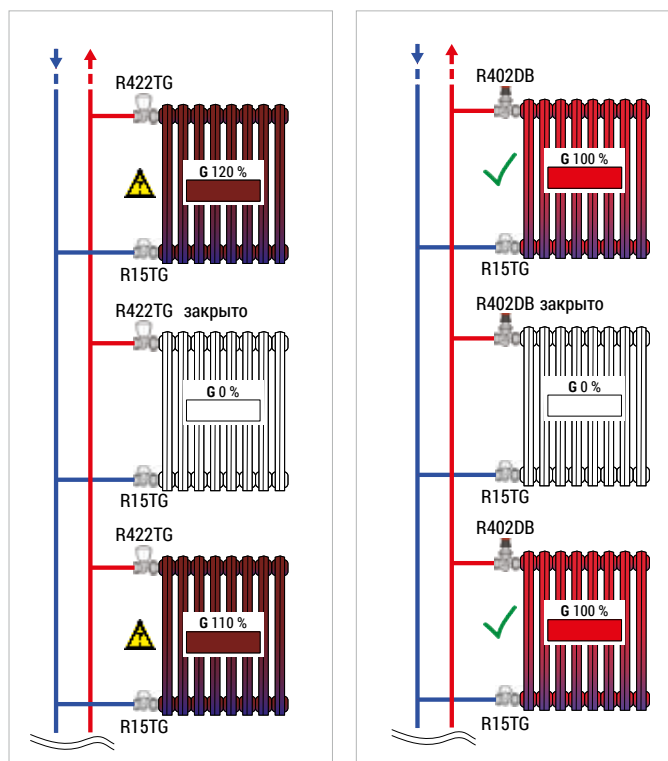 R422TG
G 120 %
R15TG
R422TG закрыто
G 0 %
R15TG
R422TG
G 110 %
R15TG
R402DB
G 100 %
R15TG
R402DB закрыто
G 0 %
R15TG
R402DB
G 100 %
R15TG